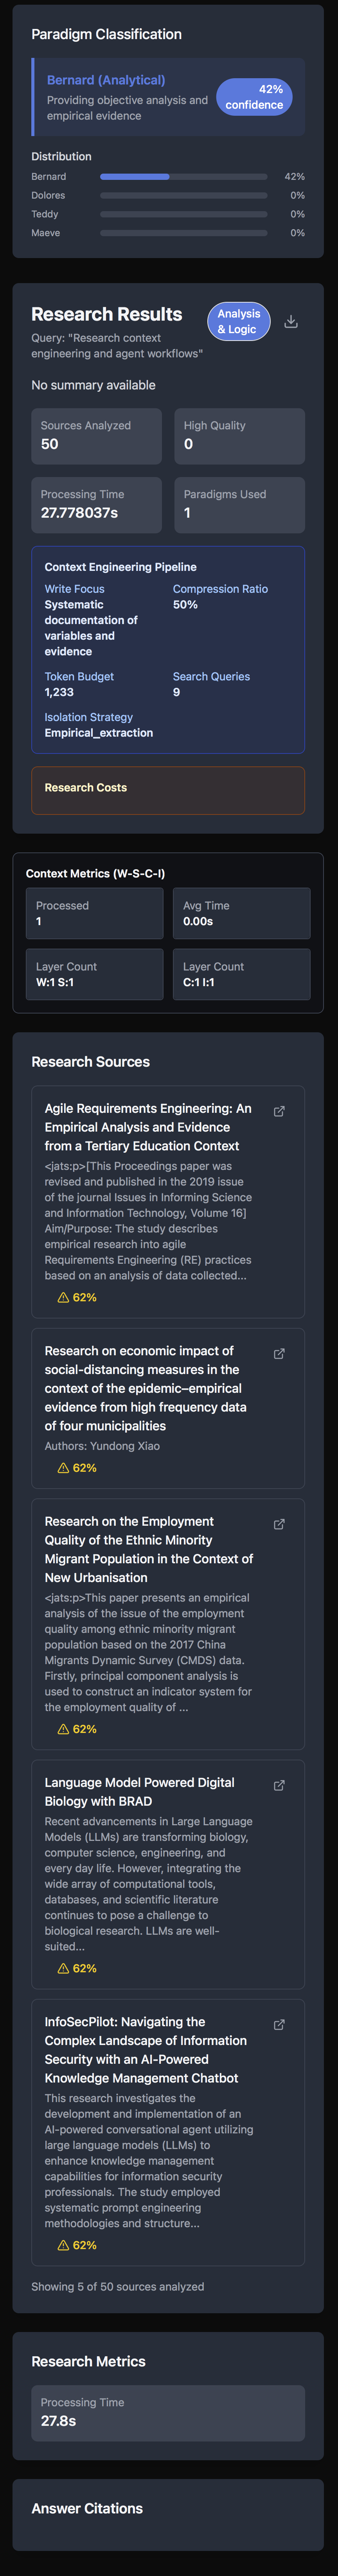 Paradigm Classification
Bernard (Analytical)
Providing objective analysis and
empirical evidence
42%
confidence
Distribution
Bernard 42%
Dolores 0%
Teddy 0%
Maeve 0%
Research Results
Query: "Research context
engineering and agent workflows"
Analysis
& Logic
No summary available
Sources Analyzed
50
High Quality
0
Processing Time
27.778037s
Paradigms Used
1
Context Engineering Pipeline
Write Focus
Systematic
documentation of
variables and
evidence
Compression Ratio
50%
Token Budget
1,233
Search Queries
9
Isolation Strategy
Empirical_extraction
Research Costs
Context Metrics (W-S-C-I)
Processed
1
Avg Time
0.00s
Layer Count
W:1 S:1
Layer Count
C:1 I:1
Research Sources
Agile Requirements Engineering: An
Empirical Analysis and Evidence
from a Tertiary Education Context
<jats:p>[This Proceedings paper was
revised and published in the 2019 issue
of the journal Issues in Informing Science
and Information Technology, Volume 16]
Aim/Purpose: The study describes
empirical research into agile
Requirements Engineering (RE) practices
based on an analysis of data collected...
62%
Research on economic impact of
social-distancing measures in the
context of the epidemic–empirical
evidence from high frequency data
of four municipalities
Authors: Yundong Xiao
62%
Research on the Employment
Quality of the Ethnic Minority
Migrant Population in the Context of
New Urbanisation
<jats:p>This paper presents an empirical
analysis of the issue of the employment
quality among ethnic minority migrant
population based on the 2017 China
Migrants Dynamic Survey (CMDS) data.
Firstly, principal component analysis is
used to construct an indicator system for
the employment quality of ...
62%
Language Model Powered Digital
Biology with BRAD
Recent advancements in Large Language
Models (LLMs) are transforming biology,
computer science, engineering, and
every day life. However, integrating the
wide array of computational tools,
databases, and scientific literature
continues to pose a challenge to
biological research. LLMs are well-
suited...
62%
InfoSecPilot: Navigating the
Complex Landscape of Information
Security with an AI-Powered
Knowledge Management Chatbot
This research investigates the
development and implementation of an
AI-powered conversational agent utilizing
large language models (LLMs) to
enhance knowledge management
capabilities for information security
professionals. The study employed
systematic prompt engineering
methodologies and structure...
62%
Showing 5 of 50 sources analyzed
Research Metrics
Processing Time
27.8s
Answer Citations